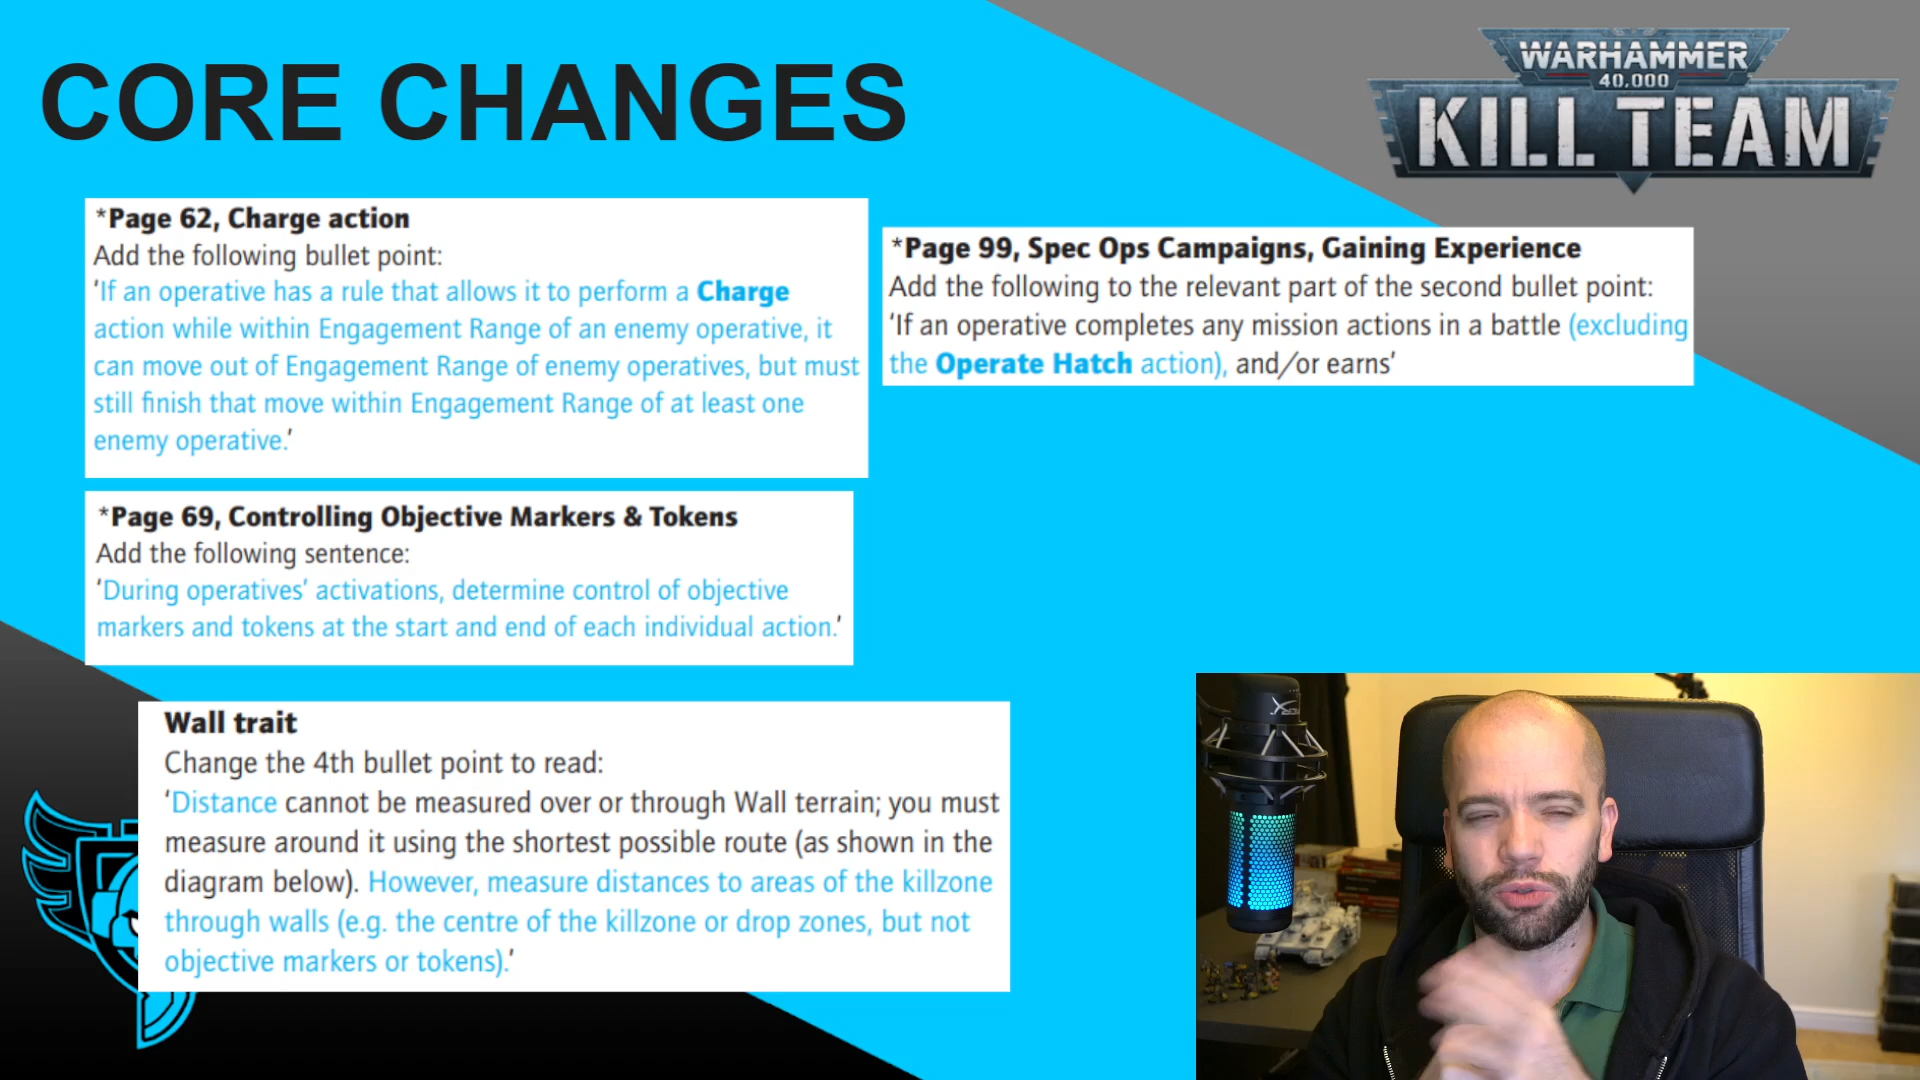 CORE CHANGES
WARHAMMER
40,000
KILL TEAM
*Page 62, Charge action
Add the following bullet point:
'If an operative has a rule that allows it to perform a Charge
action while within Engagement Range of an enemy operative, it
can move out of Engagement Range of enemy operatives, but must
still finish that move within Engagement Range of at least one
enemy operative.'
*Page 99, Spec Ops Campaigns, Gaining Experience
Add the following to the relevant part of the second bullet point:
'If an operative completes any mission actions in a battle (excluding
the Operate Hatch action), and/or earns'
*Page 69, Controlling Objective Markers & Tokens
Add the following sentence:
'During operatives' activations, determine control of objective
markers and tokens at the start and end of each individual action.'
Wall trait
Change the 4th bullet point to read:
'Distance cannot be measured over or through Wall terrain; you must
measure around it using the shortest possible route (as shown in the
diagram below). However, measure distances to areas of the killzone
through walls (e.g. the centre of the killzone or drop zones, but not
objective markers or tokens).'